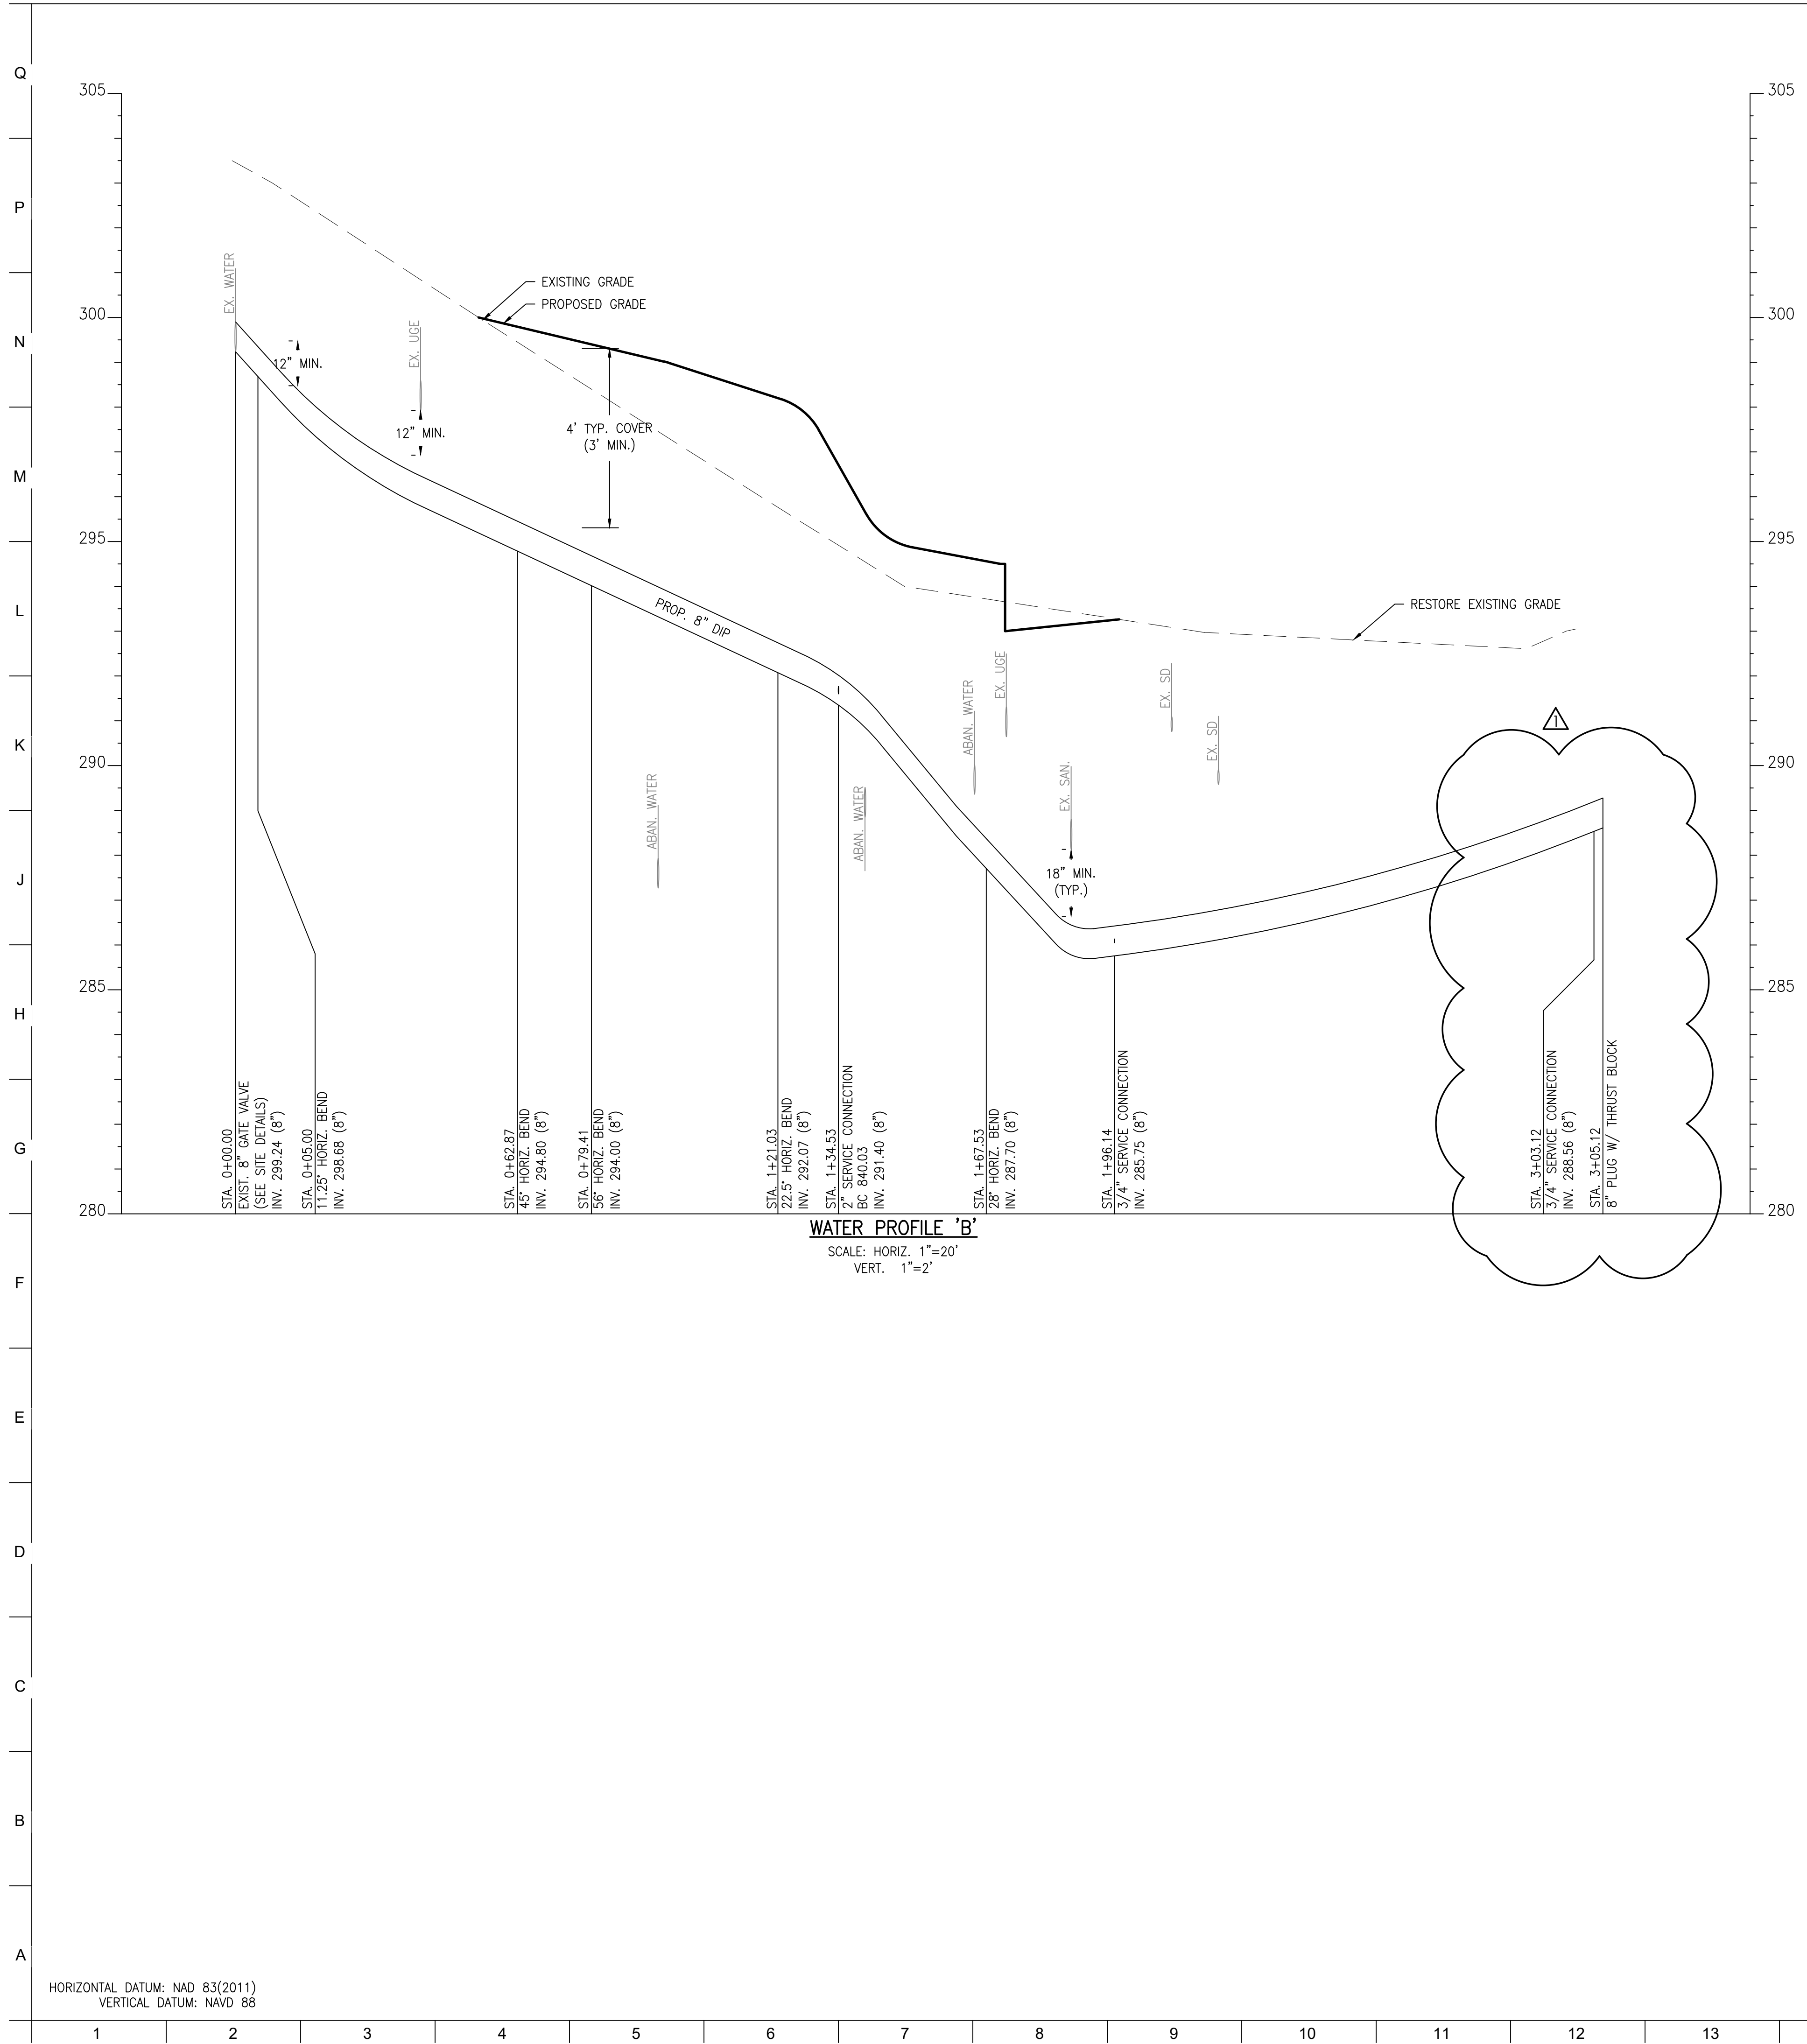 Q
P
N
M
L
K
J
H
G
F
E
D
C
B
A
305
300
295
290
285
280
305
300
295
290
285
280
EX. WATER
12" MIN.
EX. UGE
12" MIN.
EXISTING GRADE
PROPOSED GRADE
4' TYP. COVER
(3' MIN.)
PROP. 8" DIP
ABAN. WATER
ABAN. WATER
ABAN. WATER
EX. UGE
EX. SAN.
18" MIN.
(TYP.)
EX. SD
EX. SD
RESTORE EXISTING GRADE
1
STA. 0+00.00
EXIST. 8" GATE VALVE
(SEE SITE DETAILS)
INV. 299.24 (8")
STA. 0+05.00
11.25° HORIZ. BEND
INV. 298.68 (8")
STA. 0+62.87
45° HORIZ. BEND
INV. 294.80 (8")
STA. 0+79.41
56° HORIZ. BEND
INV. 294.00 (8")
STA. 1+21.03
22.5° HORIZ. BEND
INV. 292.07 (8")
STA. 1+34.53
2" SERVICE CONNECTION
BC 840.03
INV. 291.40 (8")
STA. 1+67.53
28° HORIZ. BEND
INV. 287.70 (8")
STA. 1+96.14
3/4" SERVICE CONNECTION
INV. 285.75 (8")
STA. 3+03.12
3/4" SERVICE CONNECTION
INV. 288.56 (8")
STA. 3+05.12
8" PLUG W/ THRUST BLOCK
WATER PROFILE 'B'
SCALE: HORIZ. 1"=20'
VERT. 1"=2'
HORIZONTAL DATUM: NAD 83(2011)
VERTICAL DATUM: NAVD 88
1 2 3 4 5 6 7 8 9 10 11 12 13